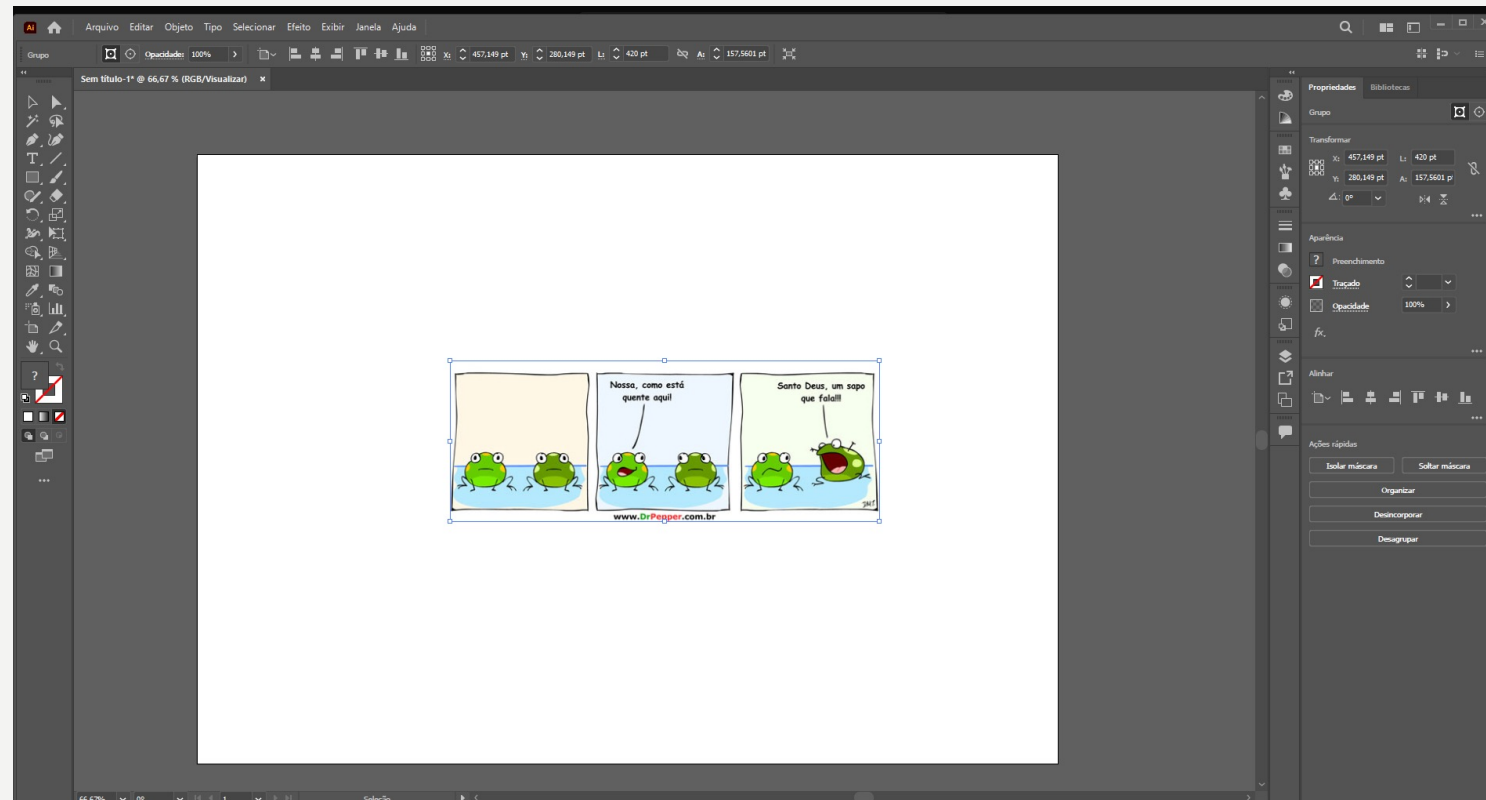 Ai
Arquivo Editar Objeto Tipo Selecionar Efeito Exibir Janela Ajuda
Grupo Opacidade: 100% X: 457,149 pt Y: 280,149 pt L: 420 pt A: 157,5601 pt
Sem título-1* @ 66,67 % (RGB/Visualizar) ×
Nossa, como está
quente aqui!
Santo Deus, um sapo
que fala!!!
www.DrPepper.com.br
Propriedades Bibliotecas
Grupo
Transformar
X: 457,149 pt L: 420 pt
Y: 280,149 pt A: 157,5601 p
0°
Aparência
? Preenchimento
Traçado
Opacidade 100%
fx.
Alinhar
Ações rápidas
Isolar máscara Soltar máscara
Organizar
Desincorporar
Desagrupar
?
66,67% 0° 1 Seleção